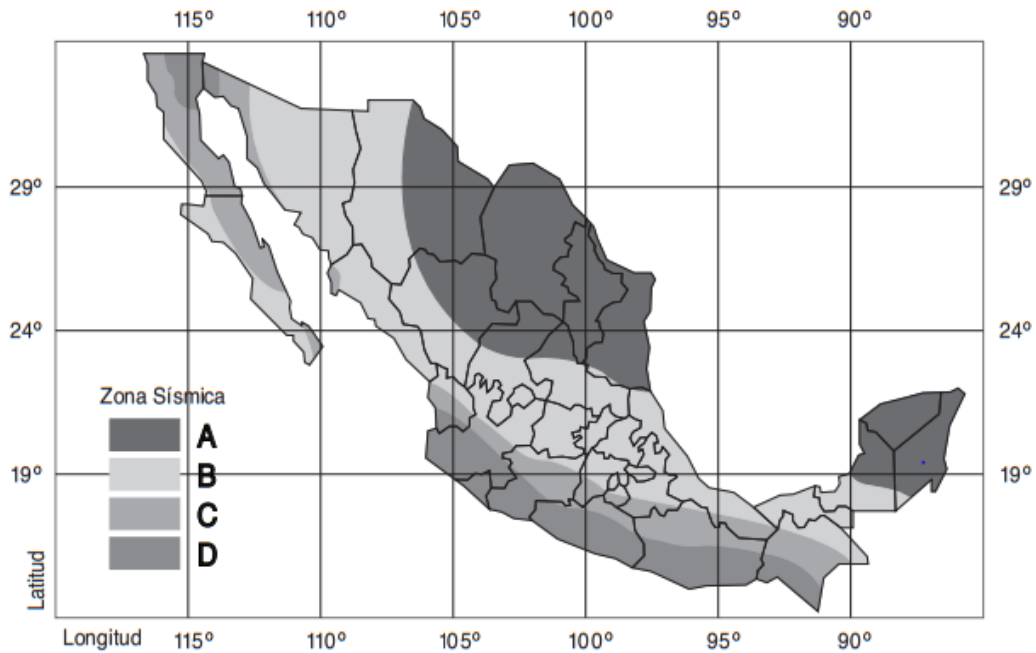 115º 110º 105º 100º 95º 90º
29º 29º
24º 24º
Zona Sísmica
A
B
19º 19º
C
D
Latitud
Longitud 115º 110º 105º 100º 95º 90º